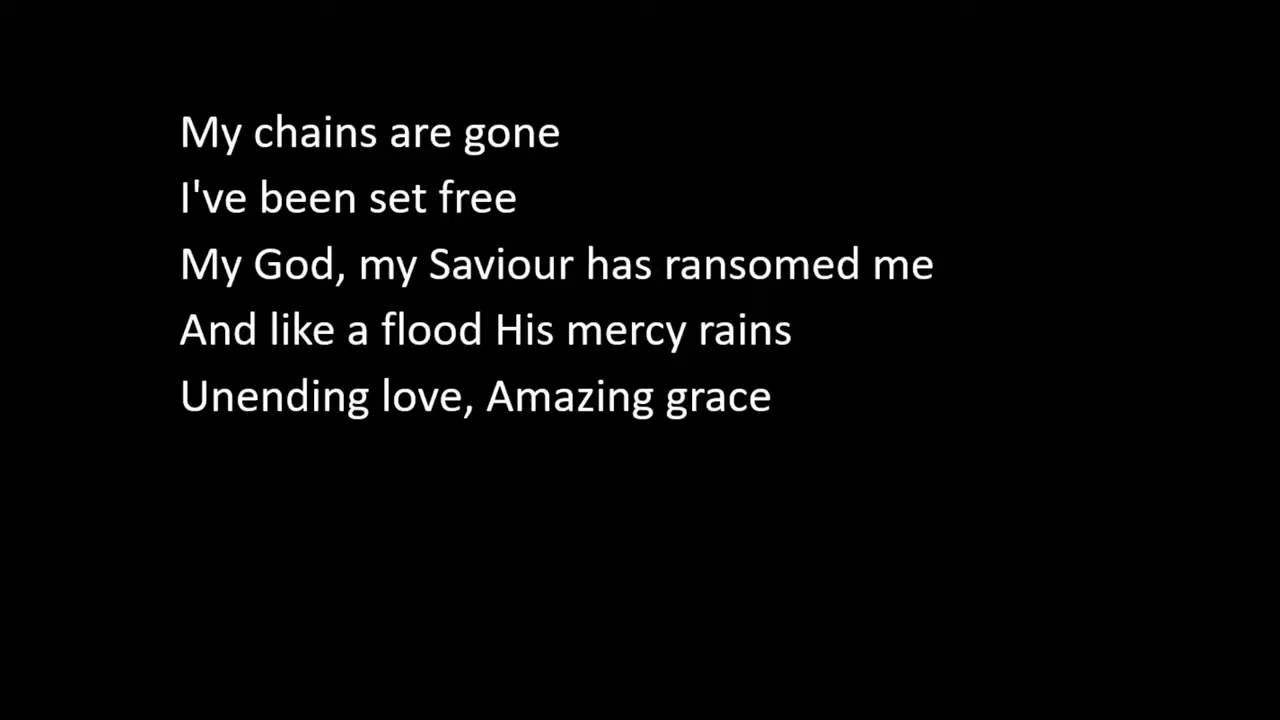 My chains are gone
I've been set free
My God, my Saviour has ransomed me
And like a flood His mercy rains
Unending love, Amazing grace